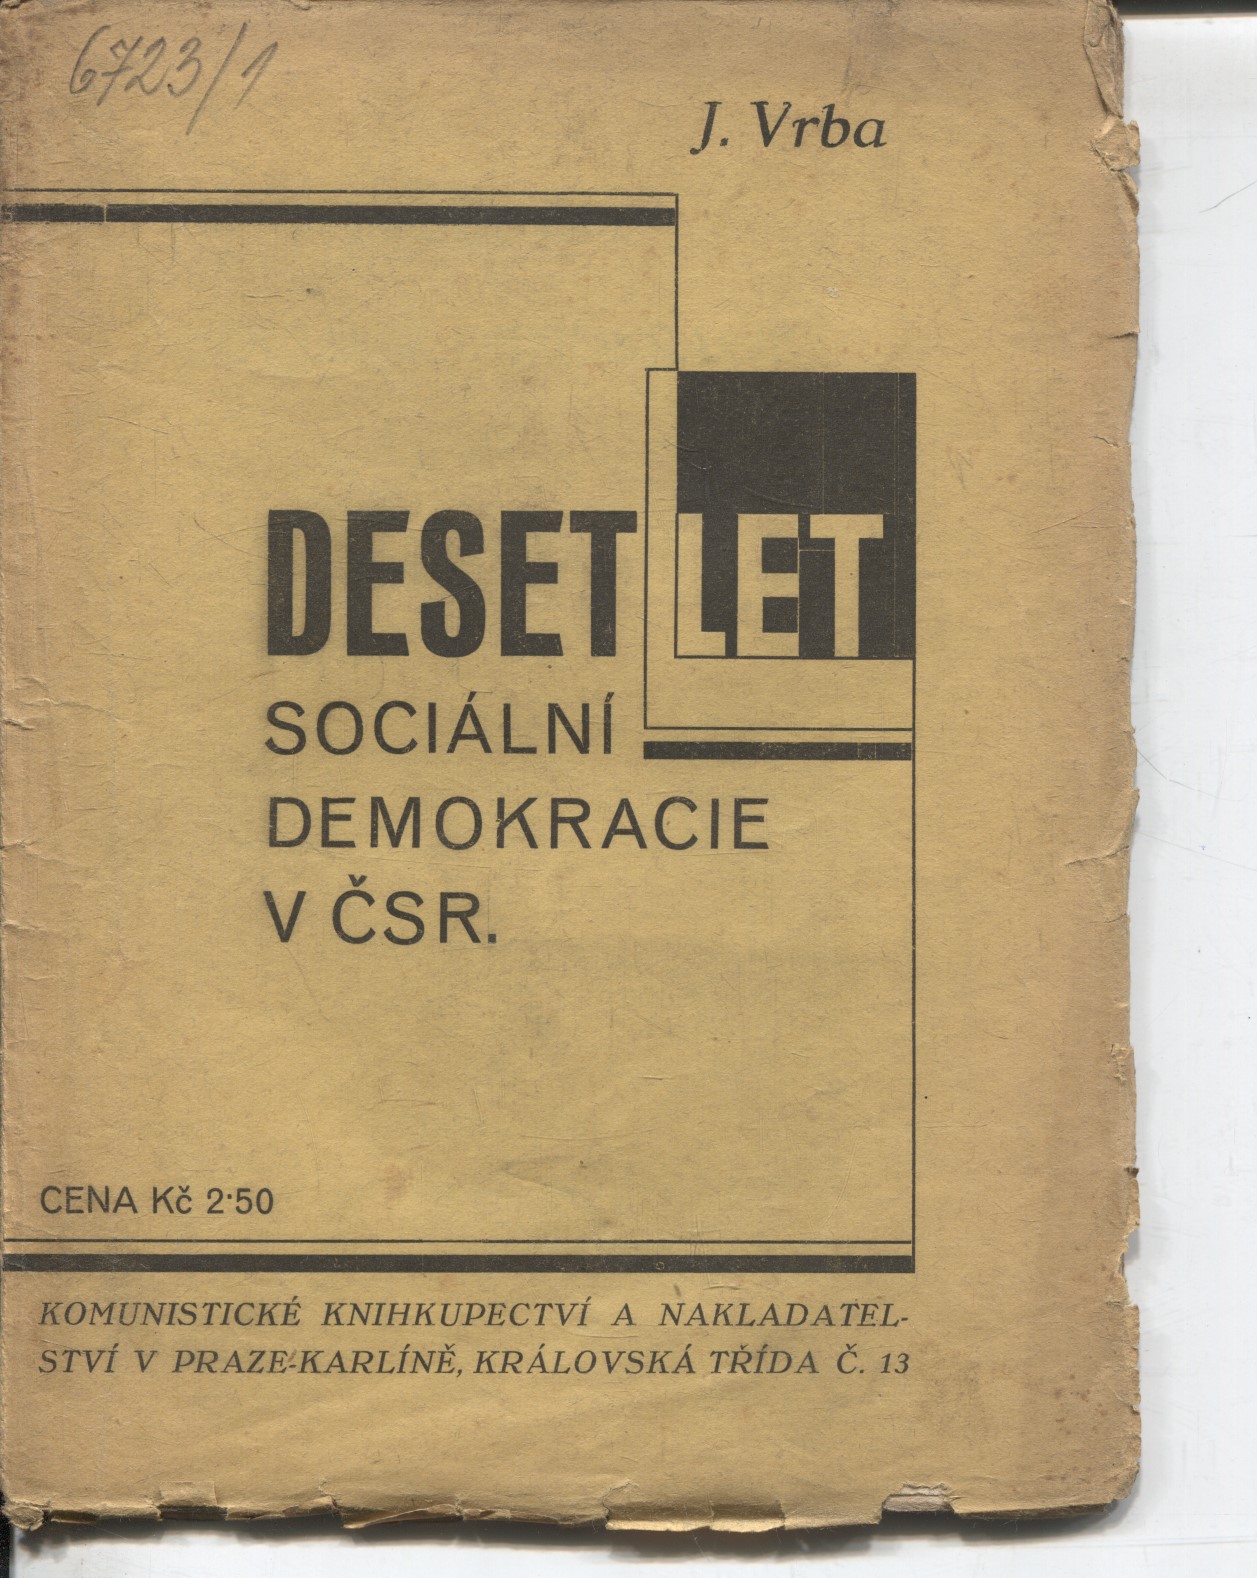 6723/1
J. Vrba
DESET LET
SOCIÁLNÍ
DEMOKRACIE
V ČSR.
CENA Kč 2·50
KOMUNISTICKÉ KNIHKUPECTVÍ A NAKLADATEL-
STVÍ V PRAZE-KARLÍNĚ, KRÁLOVSKÁ TŘÍDA Č. 13